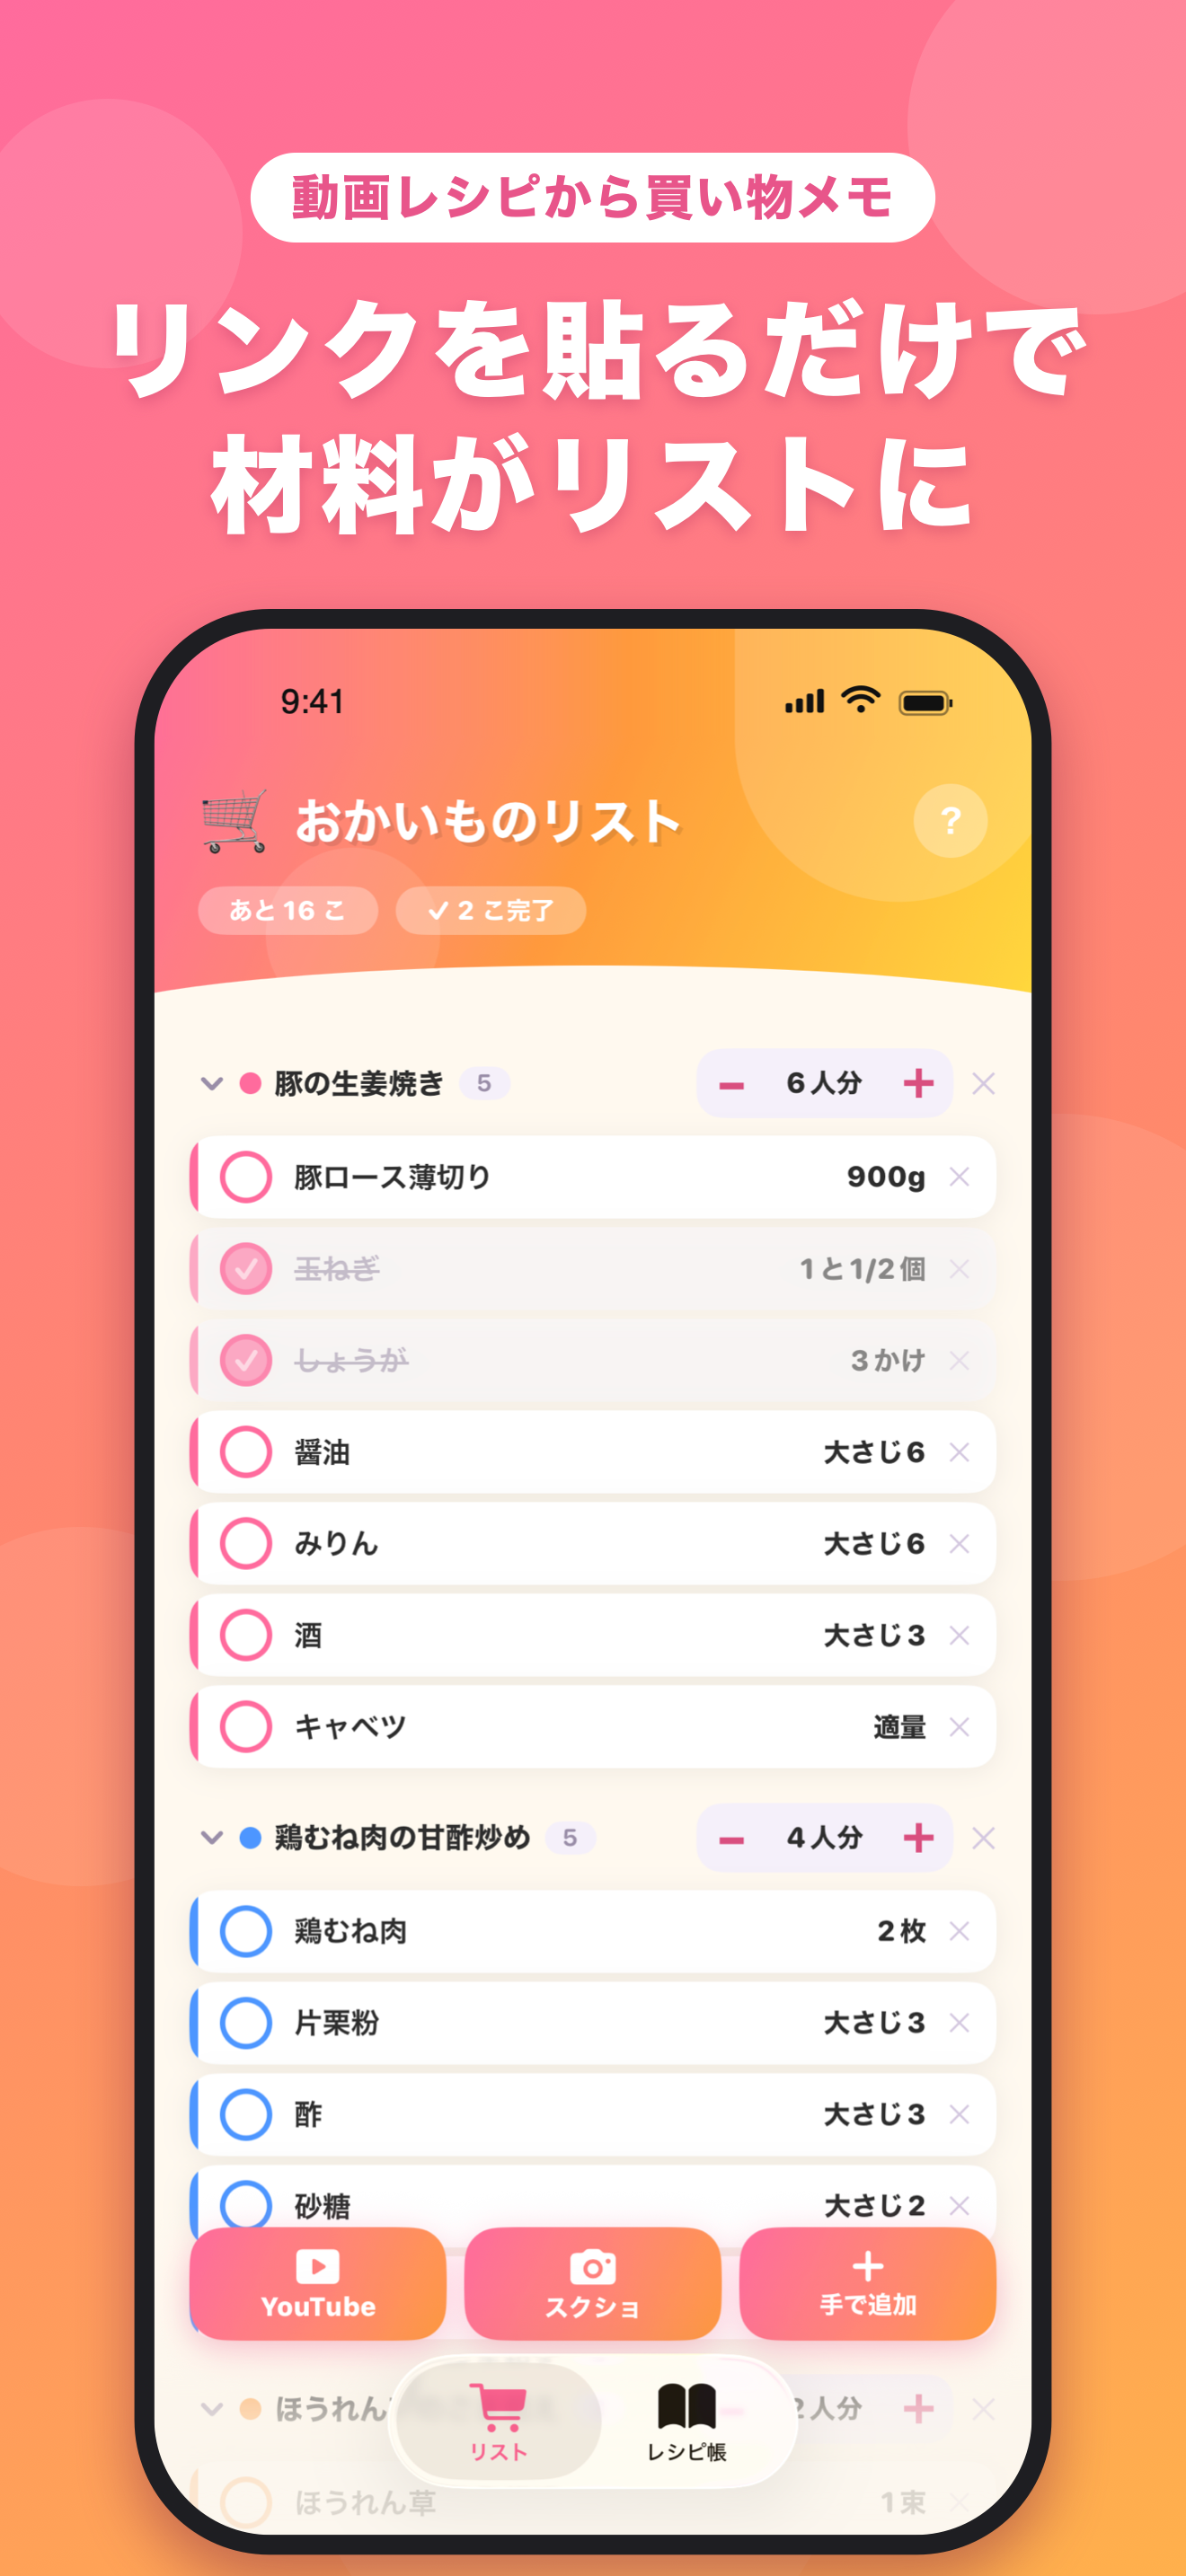 動画レシピから買い物メモ
リンクを貼るだけで
材料がリストに
9:41
おかいものリスト
?
あと 16 こ
2 こ完了
豚の生姜焼き 5 6人分
豚ロース薄切り 900g
玉ねぎ 1と1/2個
しょうが 3かけ
醤油 大さじ6
みりん 大さじ6
酒 大さじ3
キャベツ 適量
鶏むね肉の甘酢炒め 5 4人分
鶏むね肉 2枚
片栗粉 大さじ3
酢 大さじ3
砂糖 大さじ2
YouTube スクショ 手で追加
ほうれん 2人分
リスト レシピ帳
ほうれん草 1束